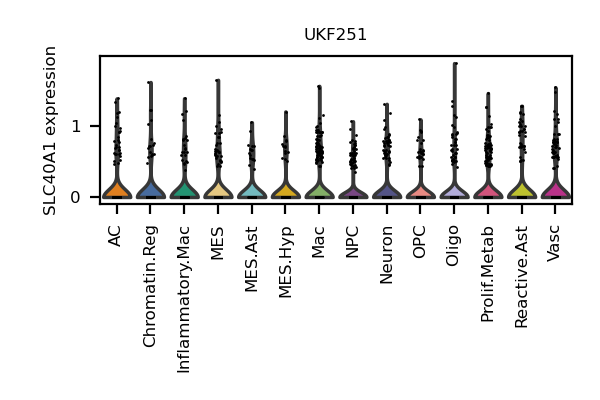 UKF251
SLC40A1 expression
1
0
AC
Chromatin.Reg
Inflammatory.Mac
MES
MES.Ast
MES.Hyp
Mac
NPC
Neuron
OPC
Oligo
Prolif.Metab
Reactive.Ast
Vasc